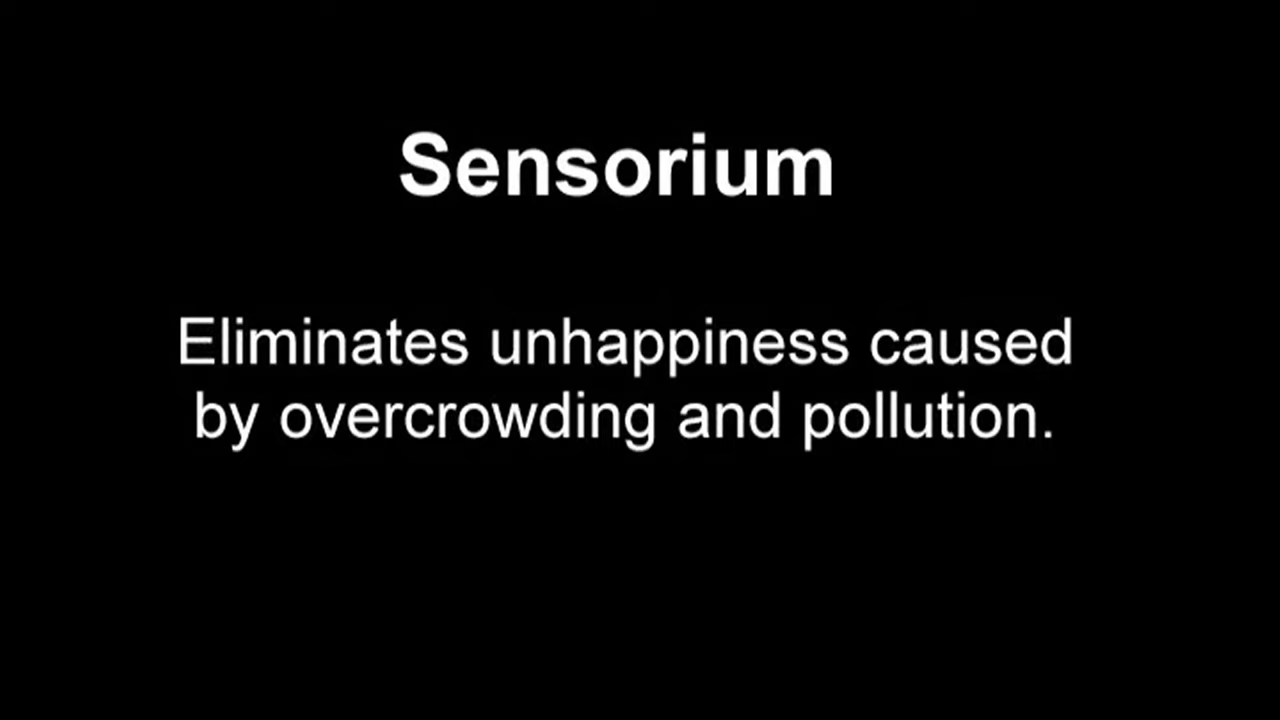 Sensorium
Eliminates unhappiness caused
by overcrowding and pollution.